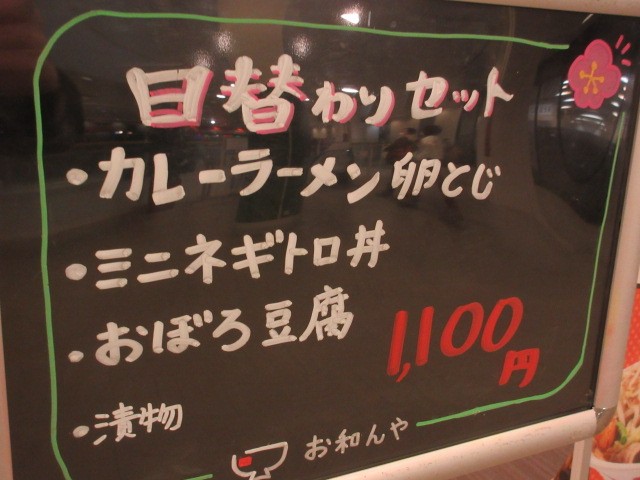 日替わりセット
・カレーラーメン卵とじ
・ミニネギトロ丼
・おぼろ豆腐
・漬物
1,100円
お和んや